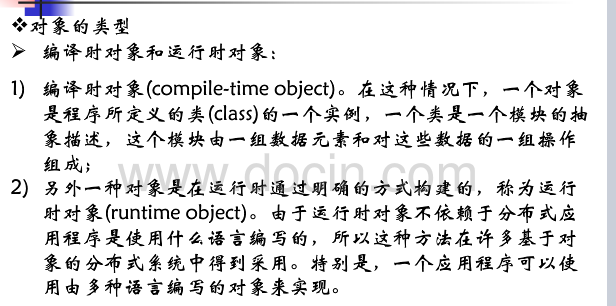 ❖对象的类型
➢ 编译时对象和运行时对象：
1) 编译时对象(compile-time object)。在这种情况下，一个对象
是程序所定义的类(class)的一个实例，一个类是一个模块的抽
象描述，这个模块由一组数据元素和对这些数据的一组操作
组成；
www.docin.com
2) 另外一种对象是在运行时通过明确的方式构建的，称为运行
时对象(runtime object)。由于运行时对象不依赖于分布式应
用程序是使用什么语言编写的，所以这种方法在许多基于对
象的分布式系统中得到采用。特别是，一个应用程序可以使
用由多种语言编写的对象来实现。